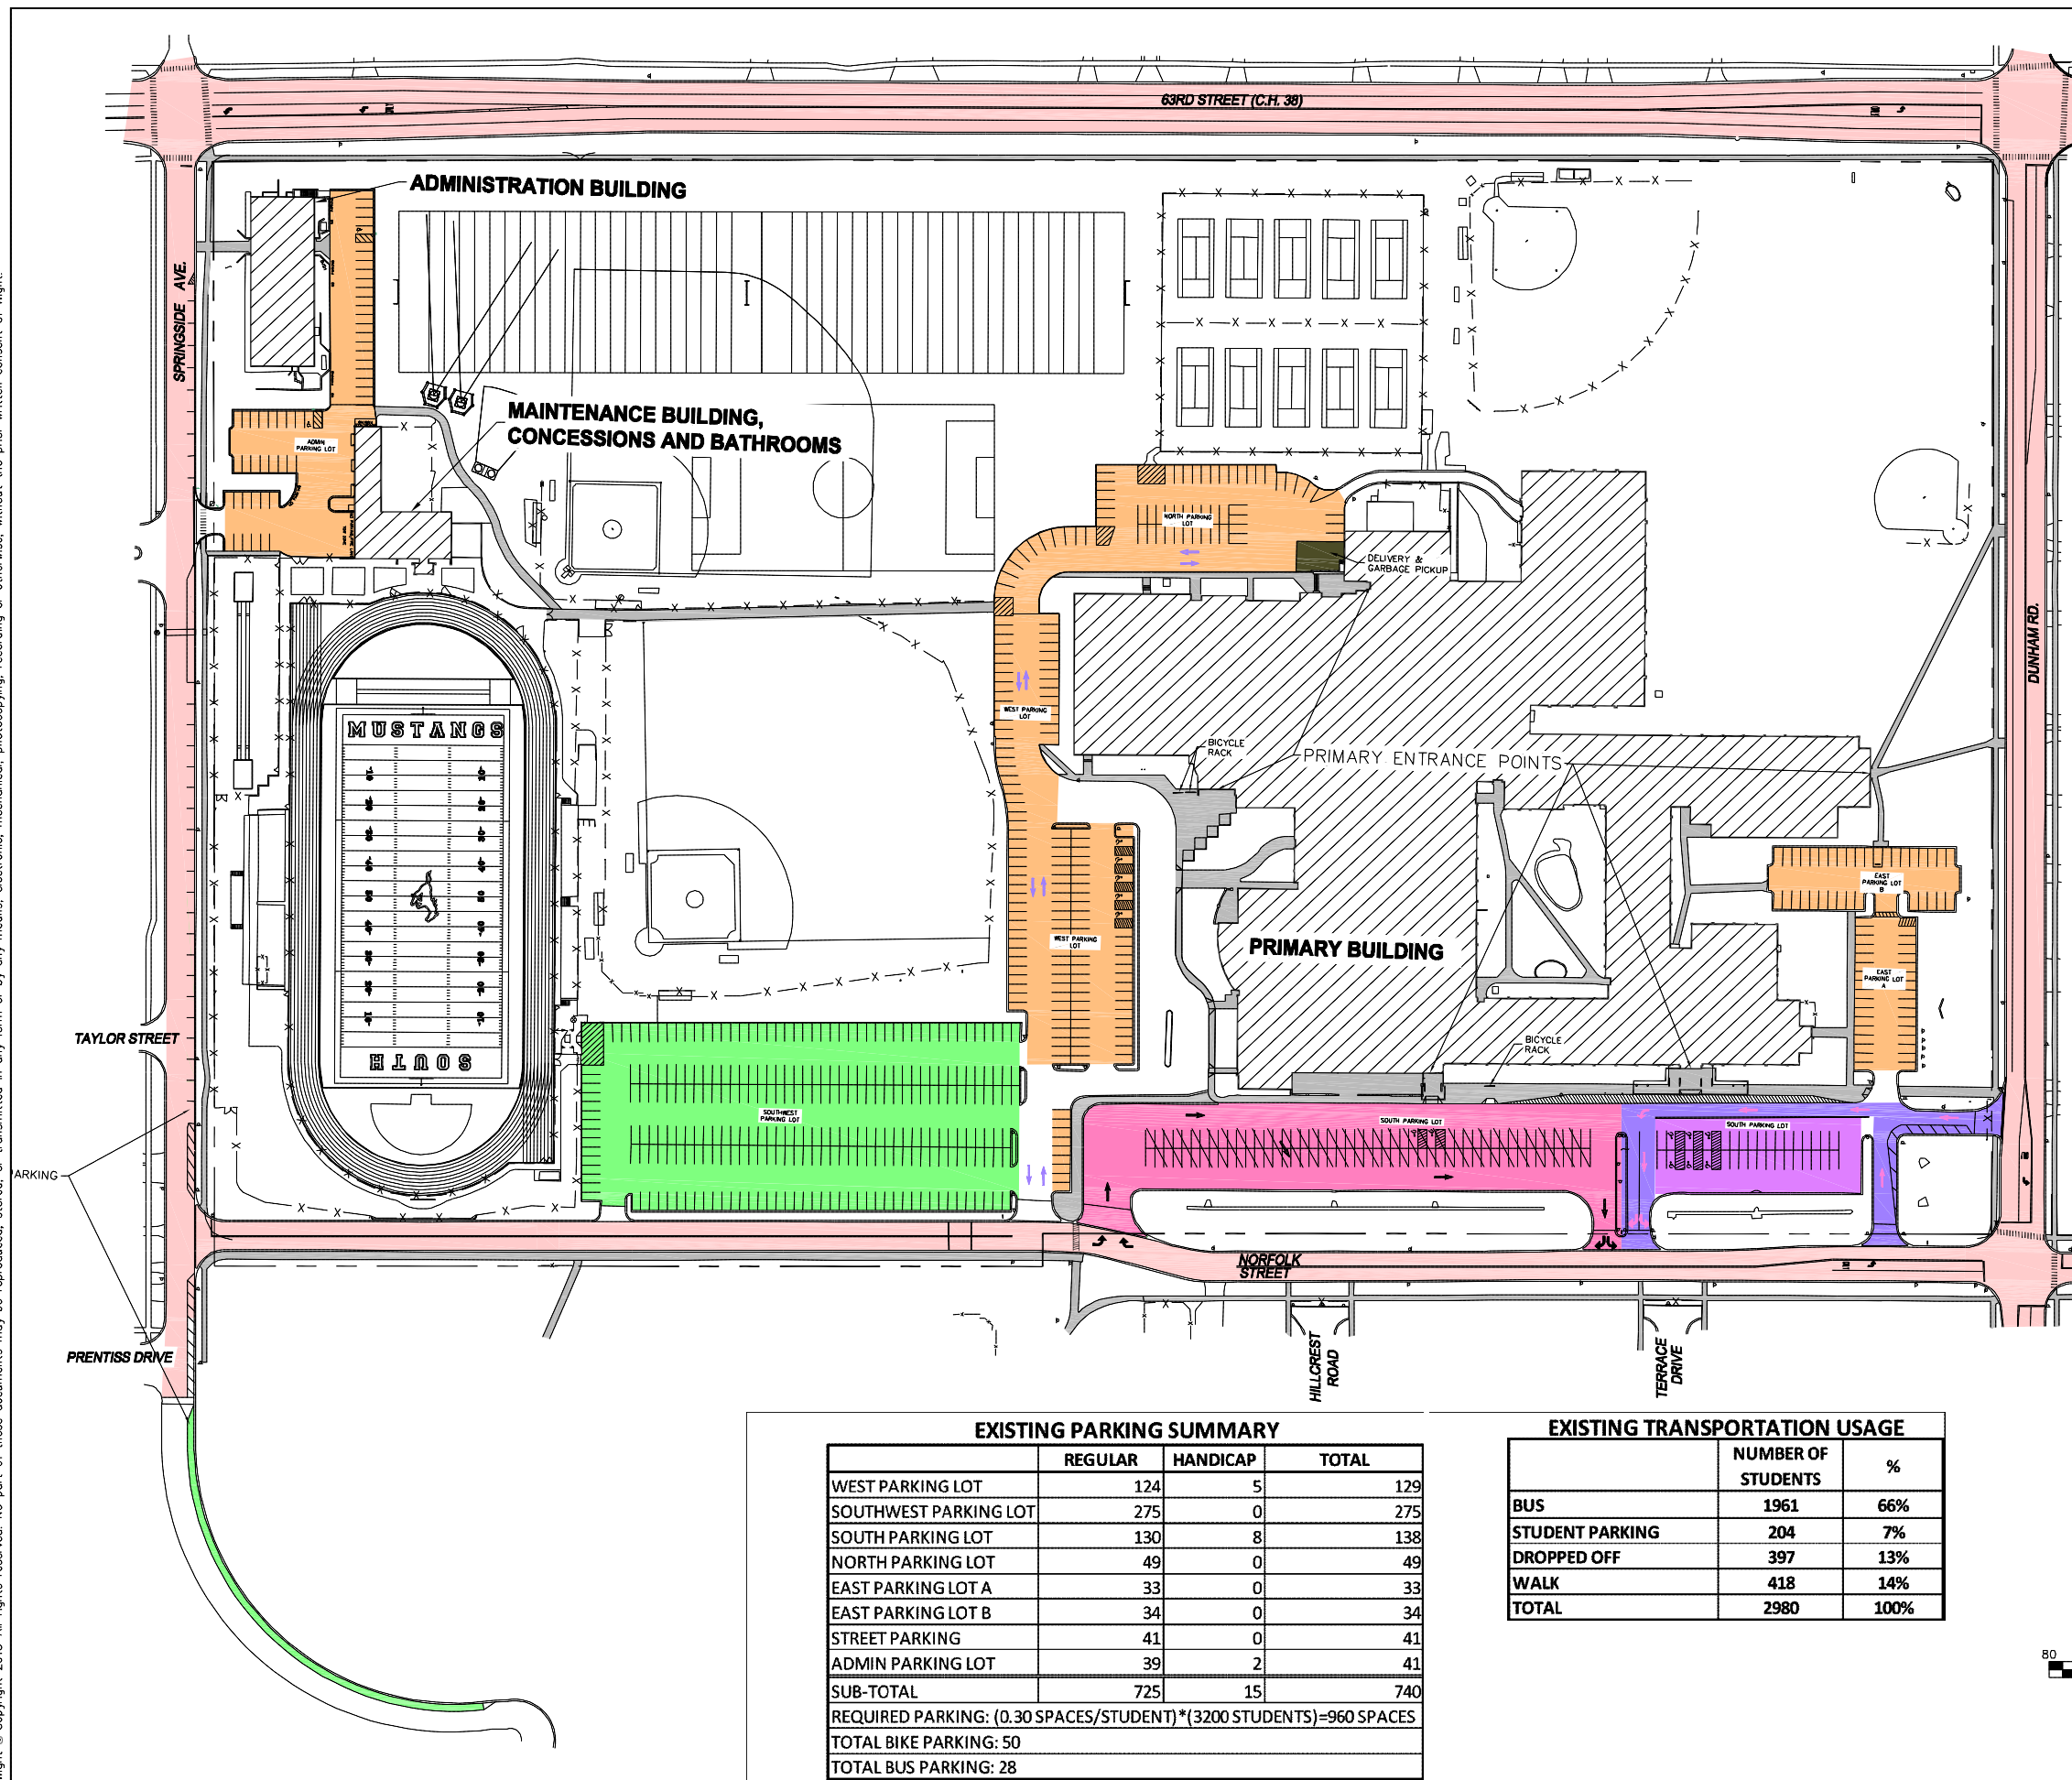 63RD STREET (C.H. 38)
ADMINISTRATION BUILDING
SPRINGSIDE AVE.
MAINTENANCE BUILDING,
CONCESSIONS AND BATHROOMS
ADMIN
PARKING LOT
NORTH PARKING
LOT
DELIVERY &
GARBAGE PICKUP
DUNHAM RD.
WEST PARKING
LOT
BICYCLE
RACK
PRIMARY ENTRANCE POINTS
MUSTANGS
SOUTH
EAST
PARKING LOT
B
WEST PARKING
LOT
PRIMARY BUILDING
EAST
PARKING LOT
A
TAYLOR STREET
BICYCLE
RACK
SOUTHWEST
PARKING LOT
SOUTH PARKING LOT
SOUTH PARKING LOT
ARKING
NORFOLK
STREET
PRENTISS DRIVE
HILLCREST
ROAD
TERRACE
DRIVE
EXISTING PARKING SUMMARY
REGULAR HANDICAP TOTAL
WEST PARKING LOT 124 5 129
SOUTHWEST PARKING LOT 275 0 275
SOUTH PARKING LOT 130 8 138
NORTH PARKING LOT 49 0 49
EAST PARKING LOT A 33 0 33
EAST PARKING LOT B 34 0 34
STREET PARKING 41 0 41
ADMIN PARKING LOT 39 2 41
SUB-TOTAL 725 15 740
REQUIRED PARKING: (0.30 SPACES/STUDENT)*(3200 STUDENTS)=960 SPACES
TOTAL BIKE PARKING: 50
TOTAL BUS PARKING: 28
EXISTING TRANSPORTATION USAGE
NUMBER OF
STUDENTS %
BUS 1961 66%
STUDENT PARKING 204 7%
DROPPED OFF 397 13%
WALK 418 14%
TOTAL 2980 100%
80